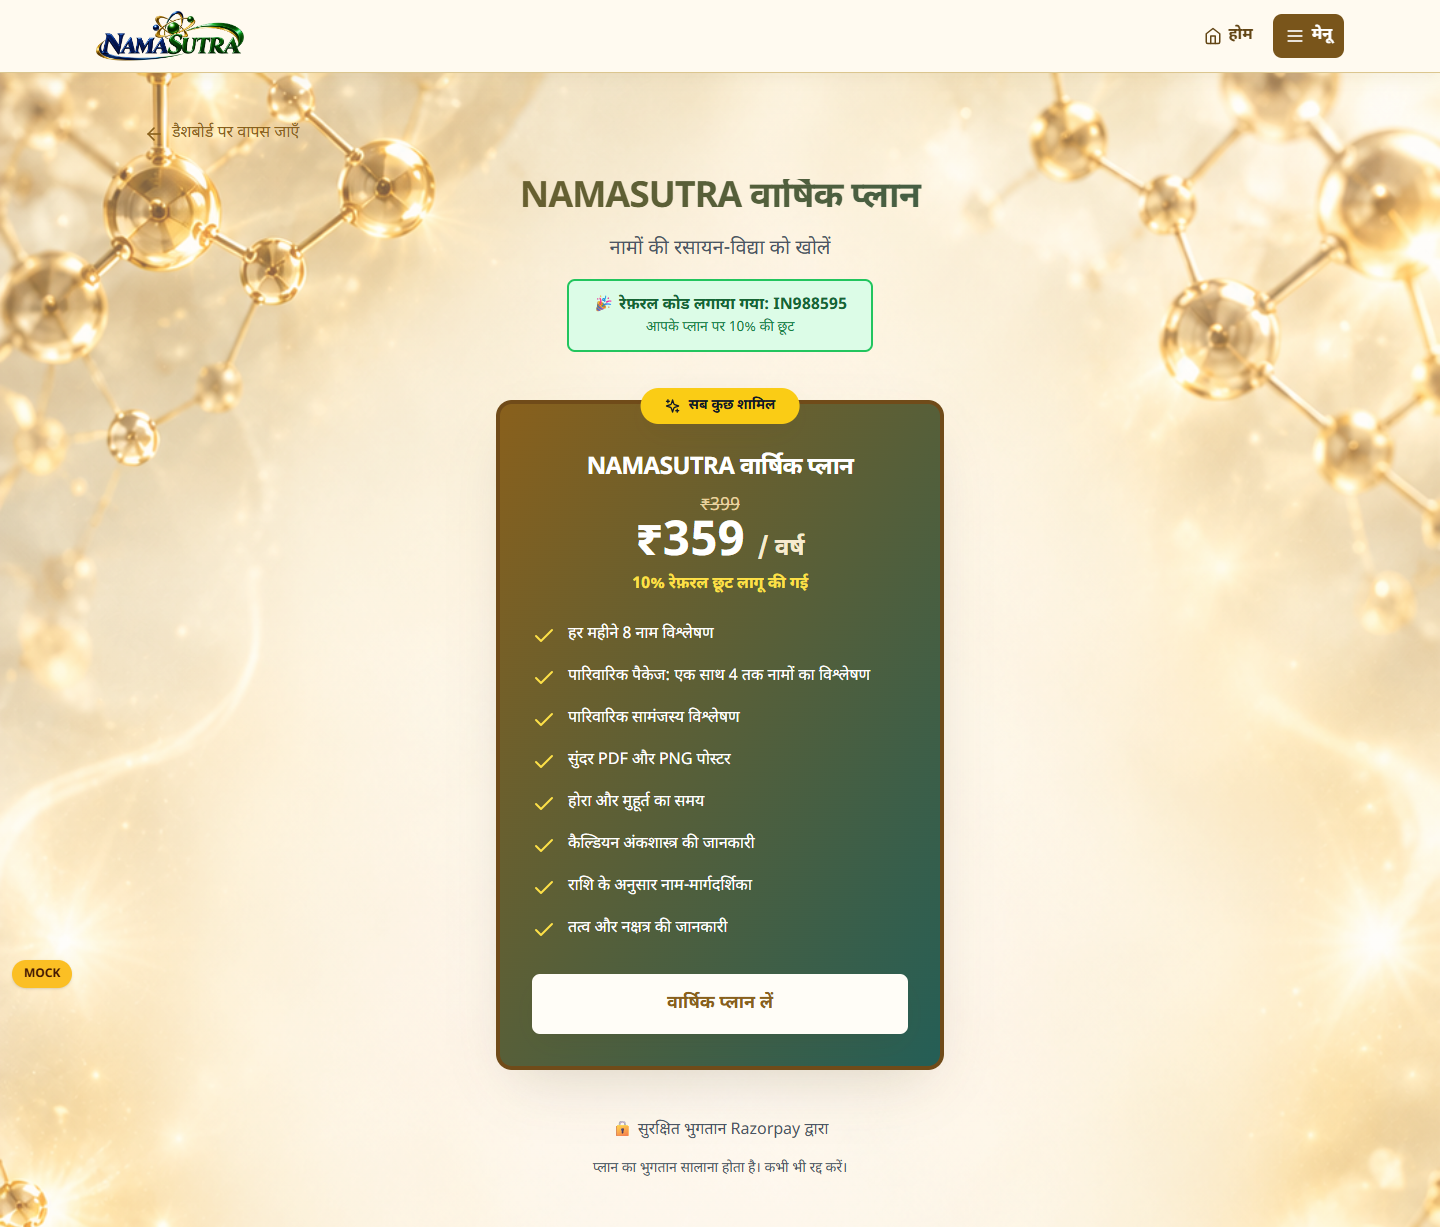 NAMASUTRA
होम
मेनू
डैशबोर्ड पर वापस जाएँ
NAMASUTRA वार्षिक प्लान
नामों की रसायन-विद्या को खोलें
🎉 रेफ़रल कोड लगाया गया: IN988595
आपके प्लान पर 10% की छूट
सब कुछ शामिल
NAMASUTRA वार्षिक प्लान
₹399
₹359 / वर्ष
10% रेफ़रल छूट लागू की गई
हर महीने 8 नाम विश्लेषण
पारिवारिक पैकेज: एक साथ 4 तक नामों का विश्लेषण
पारिवारिक सामंजस्य विश्लेषण
सुंदर PDF और PNG पोस्टर
होरा और मुहूर्त का समय
कैल्डियन अंकशास्त्र की जानकारी
राशि के अनुसार नाम-मार्गदर्शिका
तत्व और नक्षत्र की जानकारी
MOCK
वार्षिक प्लान लें
🔒 सुरक्षित भुगतान Razorpay द्वारा
प्लान का भुगतान सालाना होता है। कभी भी रद्द करें।